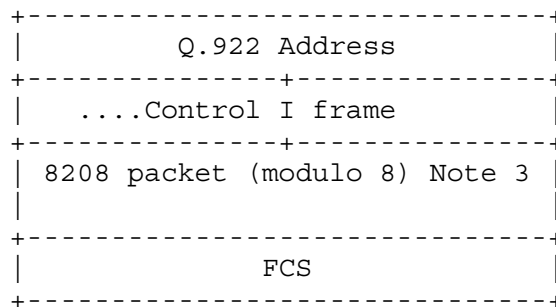 Q.922 Address
....Control I frame
8208 packet (modulo 8) Note 3
FCS